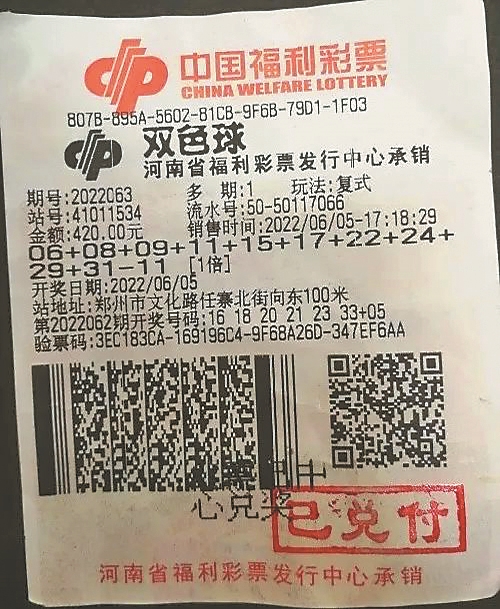 中国福利彩票
CHINA WELFARE LOTTERY
807B-895A-5602-81CB-9F6B-79D1-1F03
双色球
河南省福利彩票发行中心承销
期号:2022063 多 期:1 玩法:复式
站号:41011534 流水号:50-50117066
金额:420.00元 销售时间:2022/06/05-17:18:29
06+08+09+11+15+17+22+24+
29+31-11 [1倍]
开奖日期:2022/06/05
站地址:郑州市文化路任寨北街向东100米
第2022062期开奖号码:16 18 20 21 23 33+05
验票码:3EC183CA-169196C4-9F68A26D-347EF6AA
心兑奖
已兑付
河南省福利彩票发行中心承销